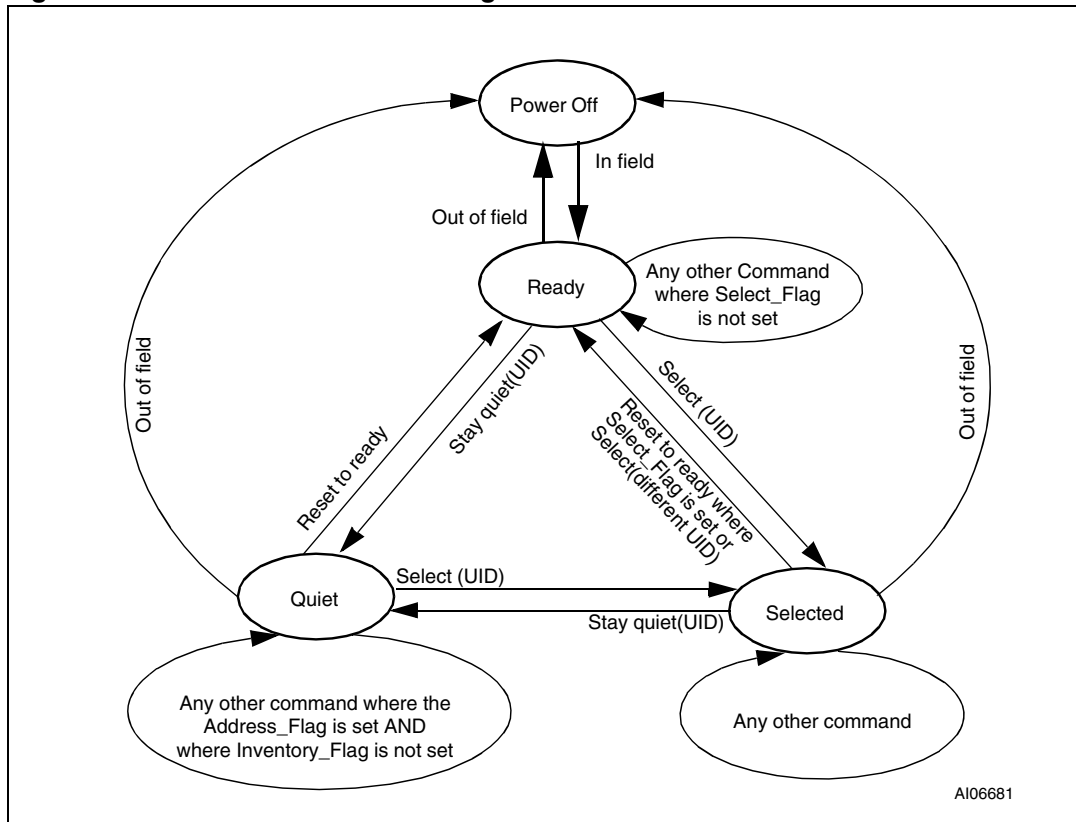 Power Off
In field
Out of field
Ready
Any other Command
where Select_Flag
is not set
Out of field
Out of field
Reset to ready
Stay quiet(UID)
Select (UID)
Reset to ready where
Select_Flag is set or
Select(different UID)
Quiet
Select (UID)
Stay quiet(UID)
Selected
Any other command where the
Address_Flag is set AND
where Inventory_Flag is not set
Any other command
AI06681